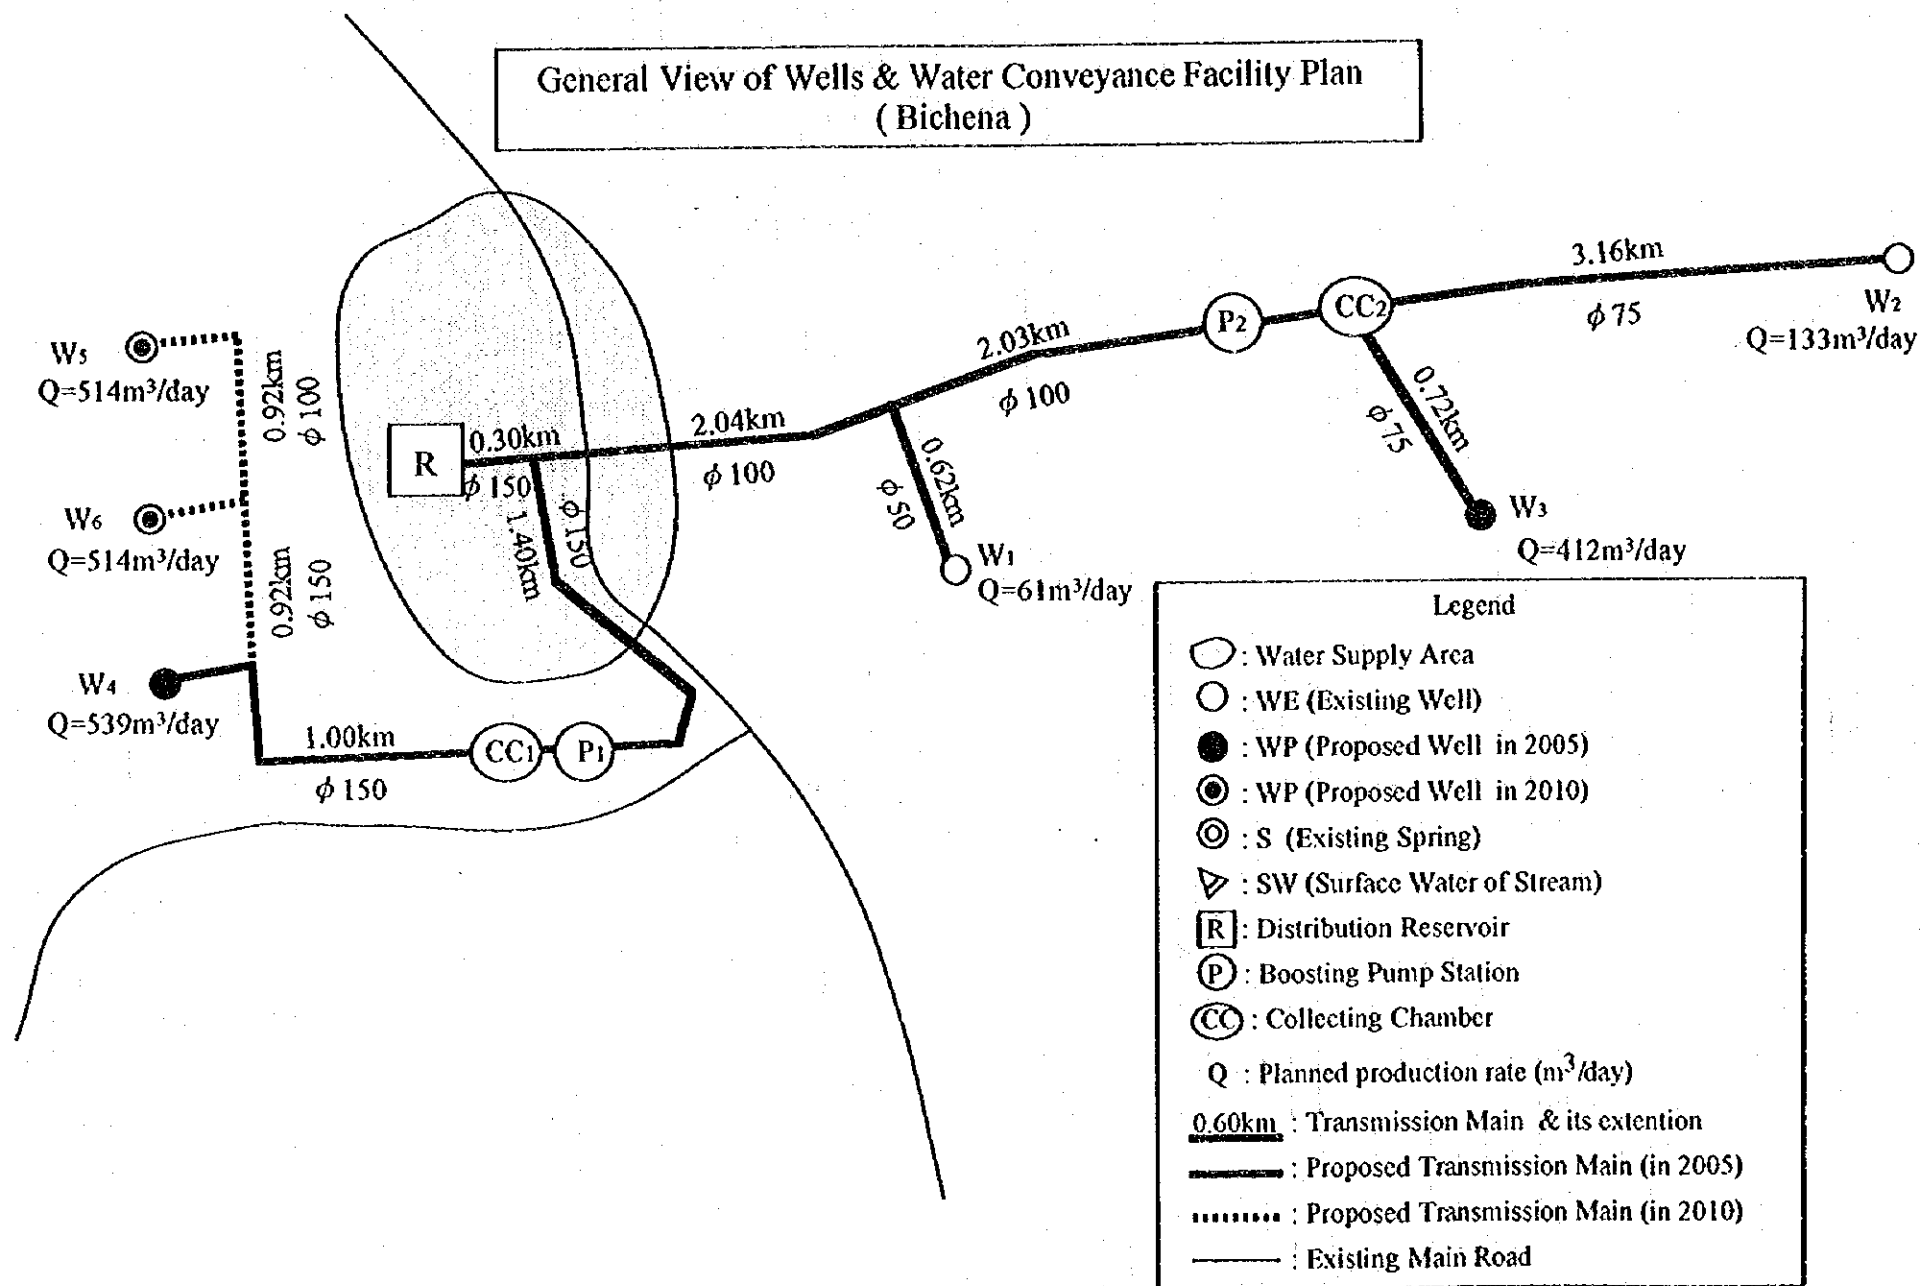 General View of Wells & Water Conveyance Facility Plan
( Bichena )
3.16km
ϕ 75
W2
Q=133m³/day
P2
CC2
2.03km
ϕ 100
0.72km
ϕ 75
W3
Q=412m³/day
W5
Q=514m³/day
0.92km
ϕ 100
R
0.30km
ϕ 150
2.04km
ϕ 100
0.62km
ϕ 50
W1
Q=61m³/day
1.40km
ϕ 150
W6
Q=514m³/day
0.92km
ϕ 150
W4
Q=539m³/day
1.00km
ϕ 150
CC1
P1
Legend
: Water Supply Area
: WE (Existing Well)
: WP (Proposed Well in 2005)
: WP (Proposed Well in 2010)
: S (Existing Spring)
: SW (Surface Water of Stream)
R : Distribution Reservoir
P : Boosting Pump Station
CC : Collecting Chamber
Q : Planned production rate (m³/day)
0.60km : Transmission Main & its extention
: Proposed Transmission Main (in 2005)
: Proposed Transmission Main (in 2010)
: Existing Main Road